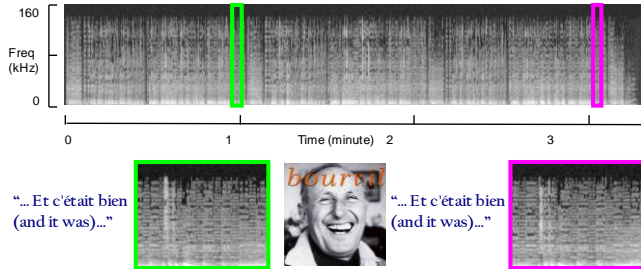 160
Freq
(kHz)
0
0
1
Time (minute)
2
3
“... Et c'était bien
(and it was)...”
bourvil
“... Et c'était bien
(and it was)...”